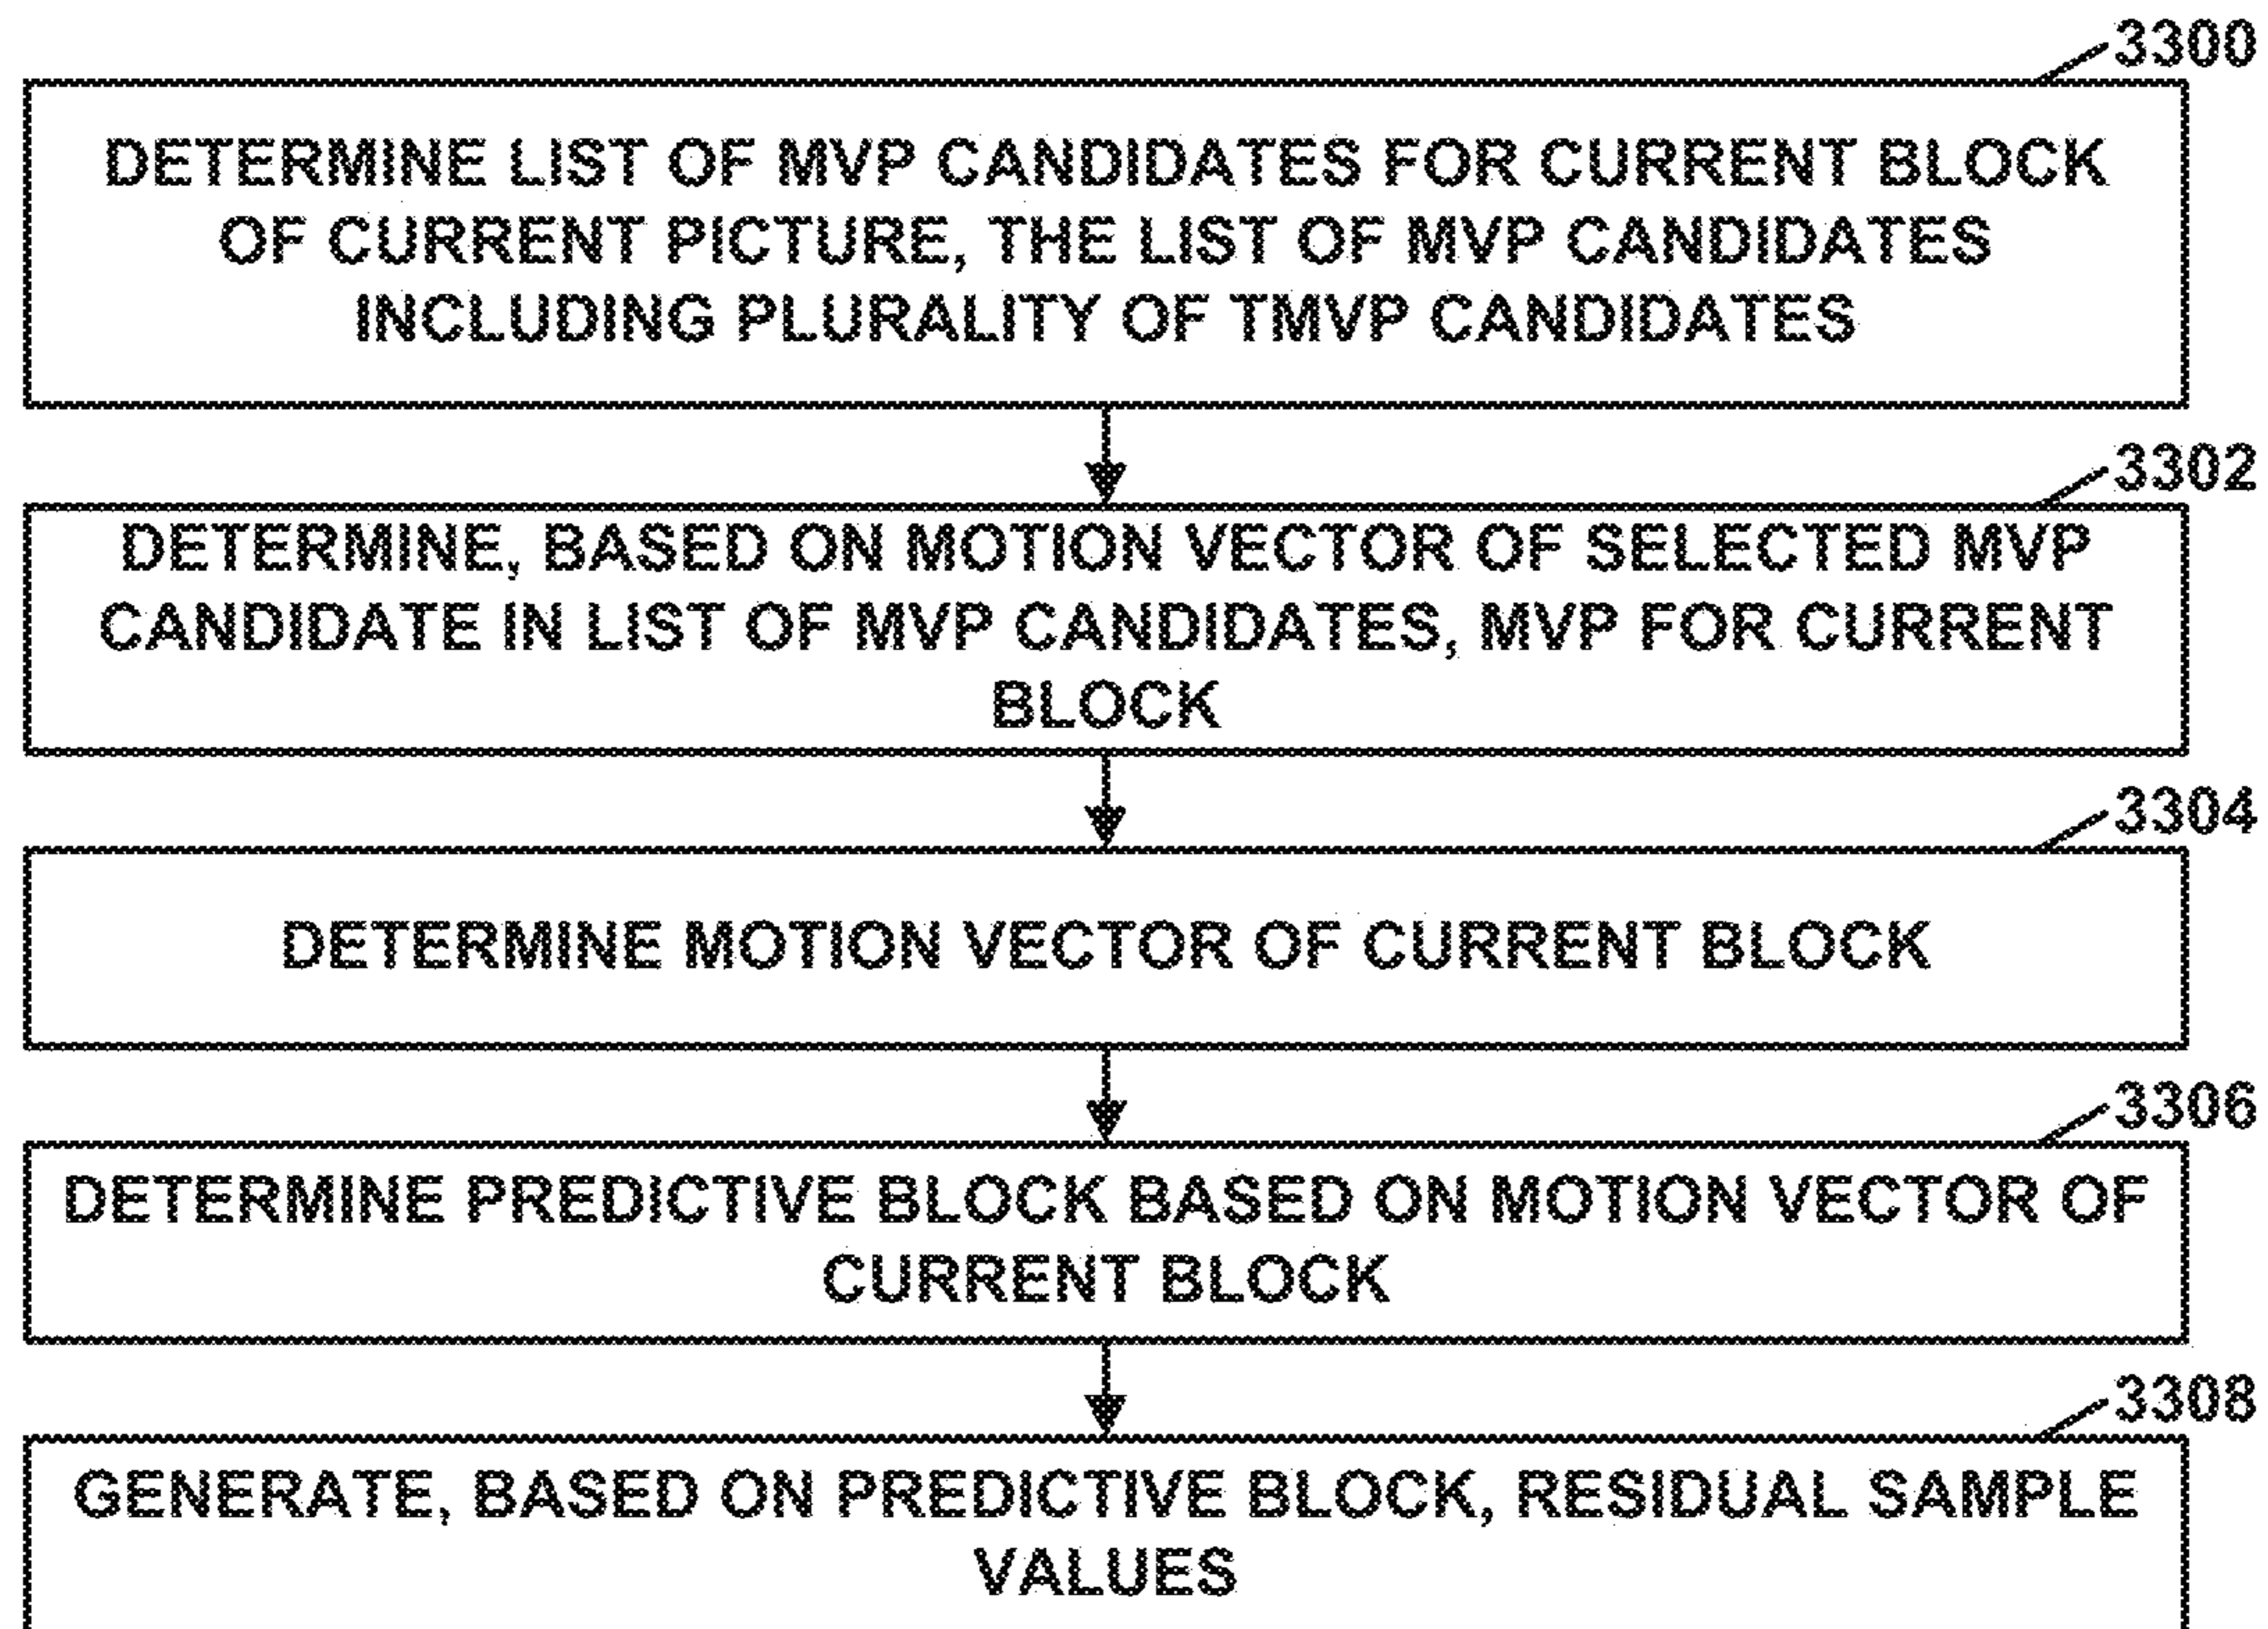 3300
DETERMINE LIST OF MVP CANDIDATES FOR CURRENT BLOCK
OF CURRENT PICTURE, THE LIST OF MVP CANDIDATES
INCLUDING PLURALITY OF TMVP CANDIDATES
3302
DETERMINE, BASED ON MOTION VECTOR OF SELECTED MVP
CANDIDATE IN LIST OF MVP CANDIDATES, MVP FOR CURRENT
BLOCK
3304
DETERMINE MOTION VECTOR OF CURRENT BLOCK
3306
DETERMINE PREDICTIVE BLOCK BASED ON MOTION VECTOR OF
CURRENT BLOCK
3308
GENERATE, BASED ON PREDICTIVE BLOCK, RESIDUAL SAMPLE
VALUES